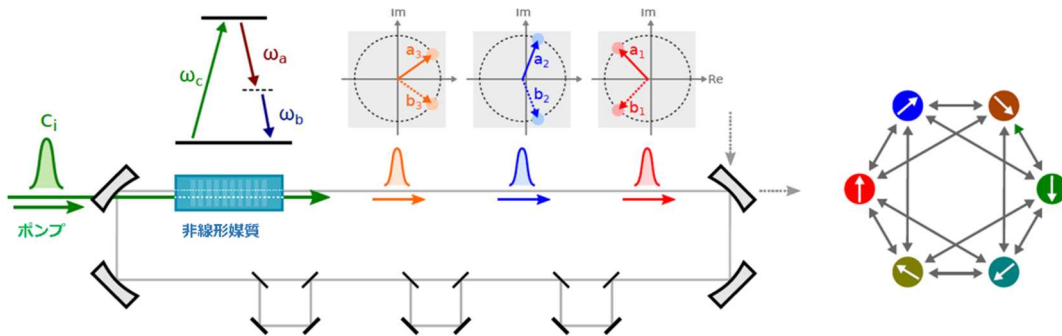 Im
Im
Im
a₃
b₃
a₂
b₂
a₁
b₁
Re
ω_c
ω_a
ω_b
C_i
ポンプ
非線形媒質